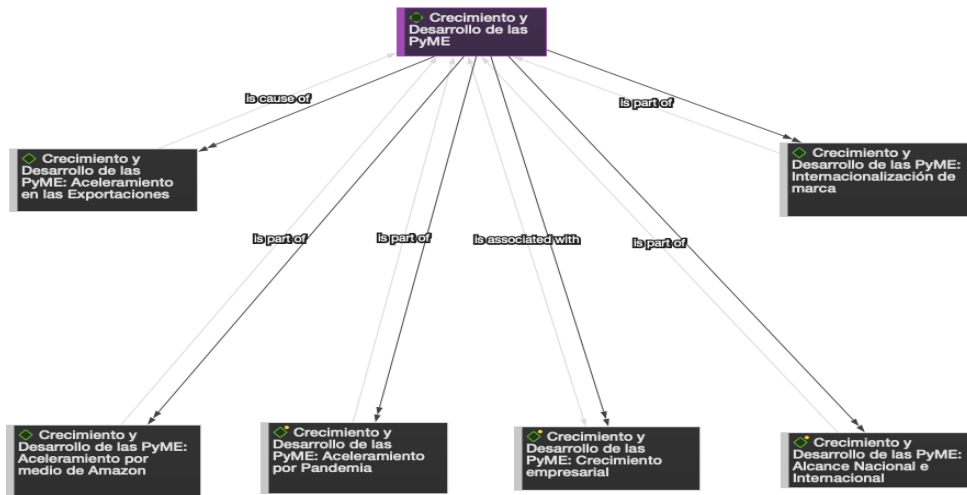 Crecimiento y
Desarrollo de las
PyME
is cause of
is part of
Crecimiento y
Desarrollo de las
PyME: Aceleramiento
en las Exportaciones
Crecimiento y
Desarrollo de las PyME:
Internacionalización de
marca
is part of
is part of
is associated with
is part of
Crecimiento y
Desarrollo de las PyME:
Aceleramiento por
medio de Amazon
Crecimiento y
Desarrollo de las
PyME: Aceleramiento
por Pandemia
Crecimiento y
Desarrollo de las
PyME: Crecimiento
empresarial
Crecimiento y
Desarrollo de las PyME:
Alcance Nacional e
Internacional